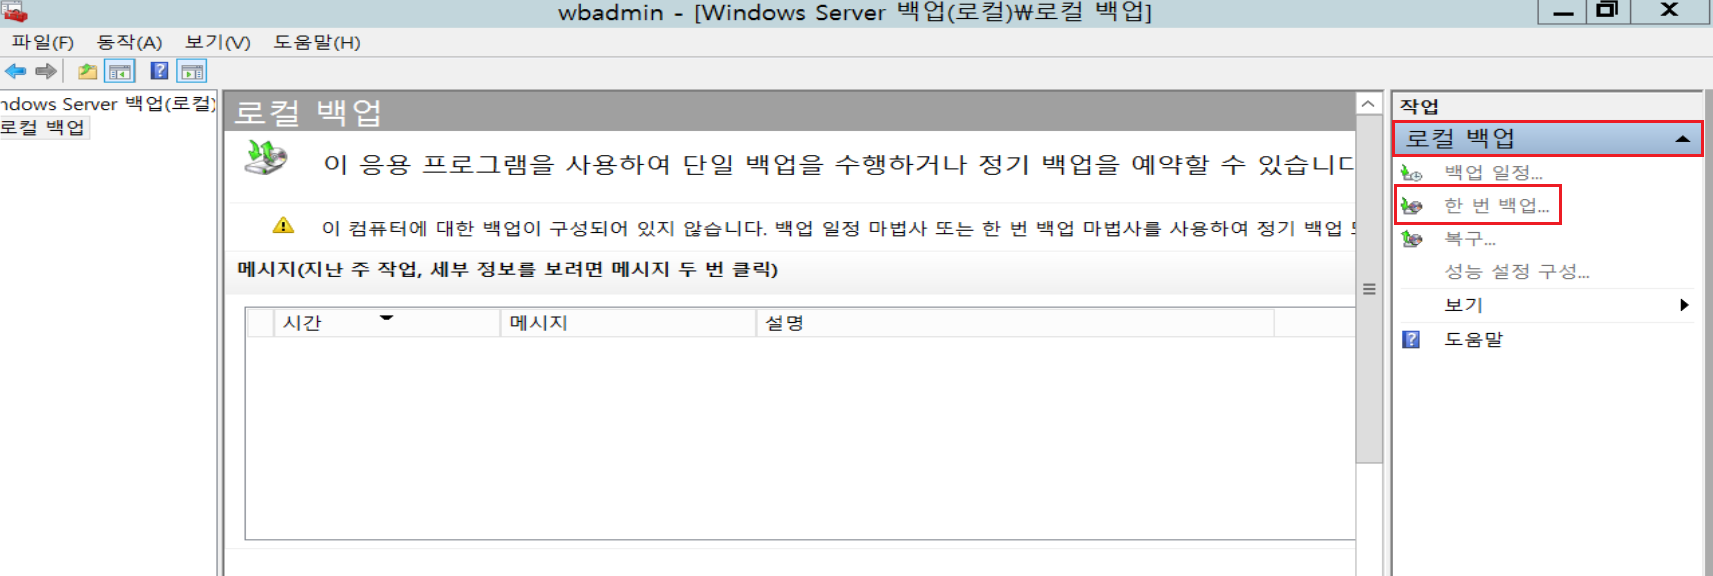 wbadmin - [Windows Server 백업(로컬)₩로컬 백업]
파일(F) 동작(A) 보기(V) 도움말(H)
ndows Server 백업(로컬)
로컬 백업
로컬 백업
이 응용 프로그램을 사용하여 단일 백업을 수행하거나 정기 백업을 예약할 수 있습니다
이 컴퓨터에 대한 백업이 구성되어 있지 않습니다. 백업 일정 마법사 또는 한 번 백업 마법사를 사용하여 정기 백업
메시지(지난 주 작업, 세부 정보를 보려면 메시지 두 번 클릭)
시간 메시지 설명
작업
로컬 백업
백업 일정...
한 번 백업...
복구...
성능 설정 구성...
보기
도움말